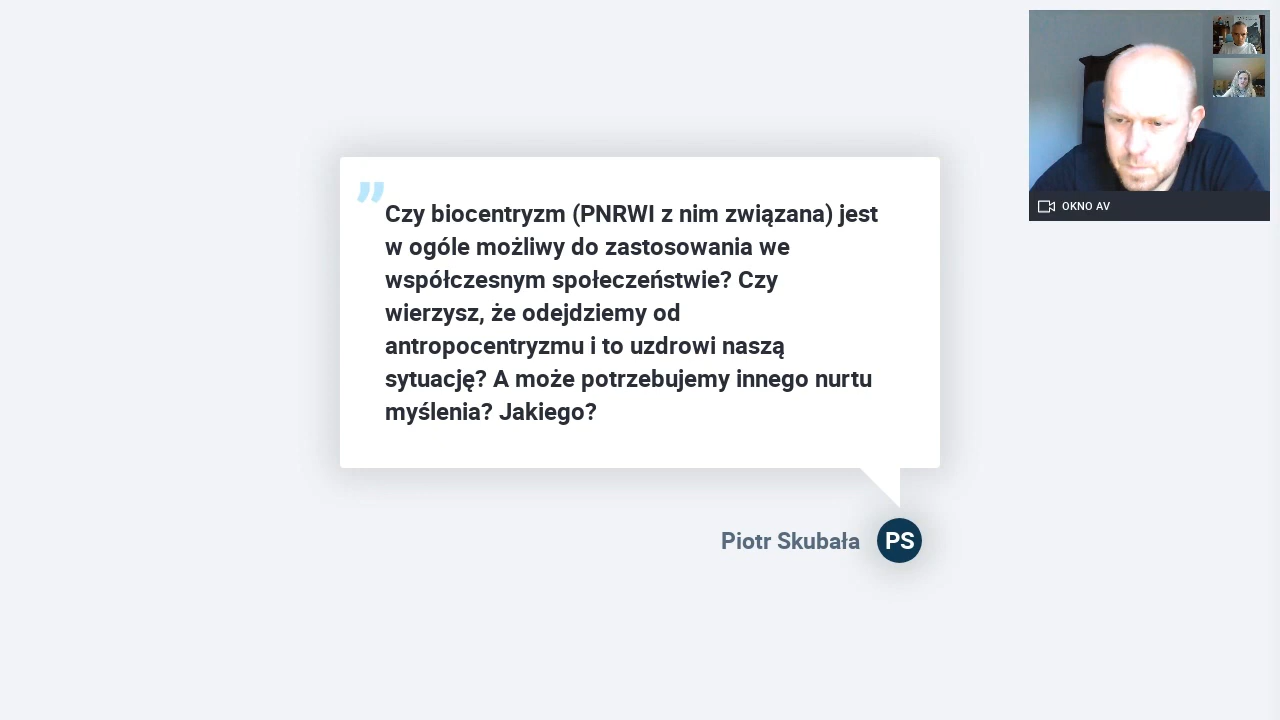 ”
Czy biocentryzm (PNRWI z nim związana) jest
w ogóle możliwy do zastosowania we
współczesnym społeczeństwie? Czy
wierzysz, że odejdziemy od
antropocentryzmu i to uzdrowi naszą
sytuację? A może potrzebujemy innego nurtu
myślenia? Jakiego?
Piotr Skubała PS
OKNO AV